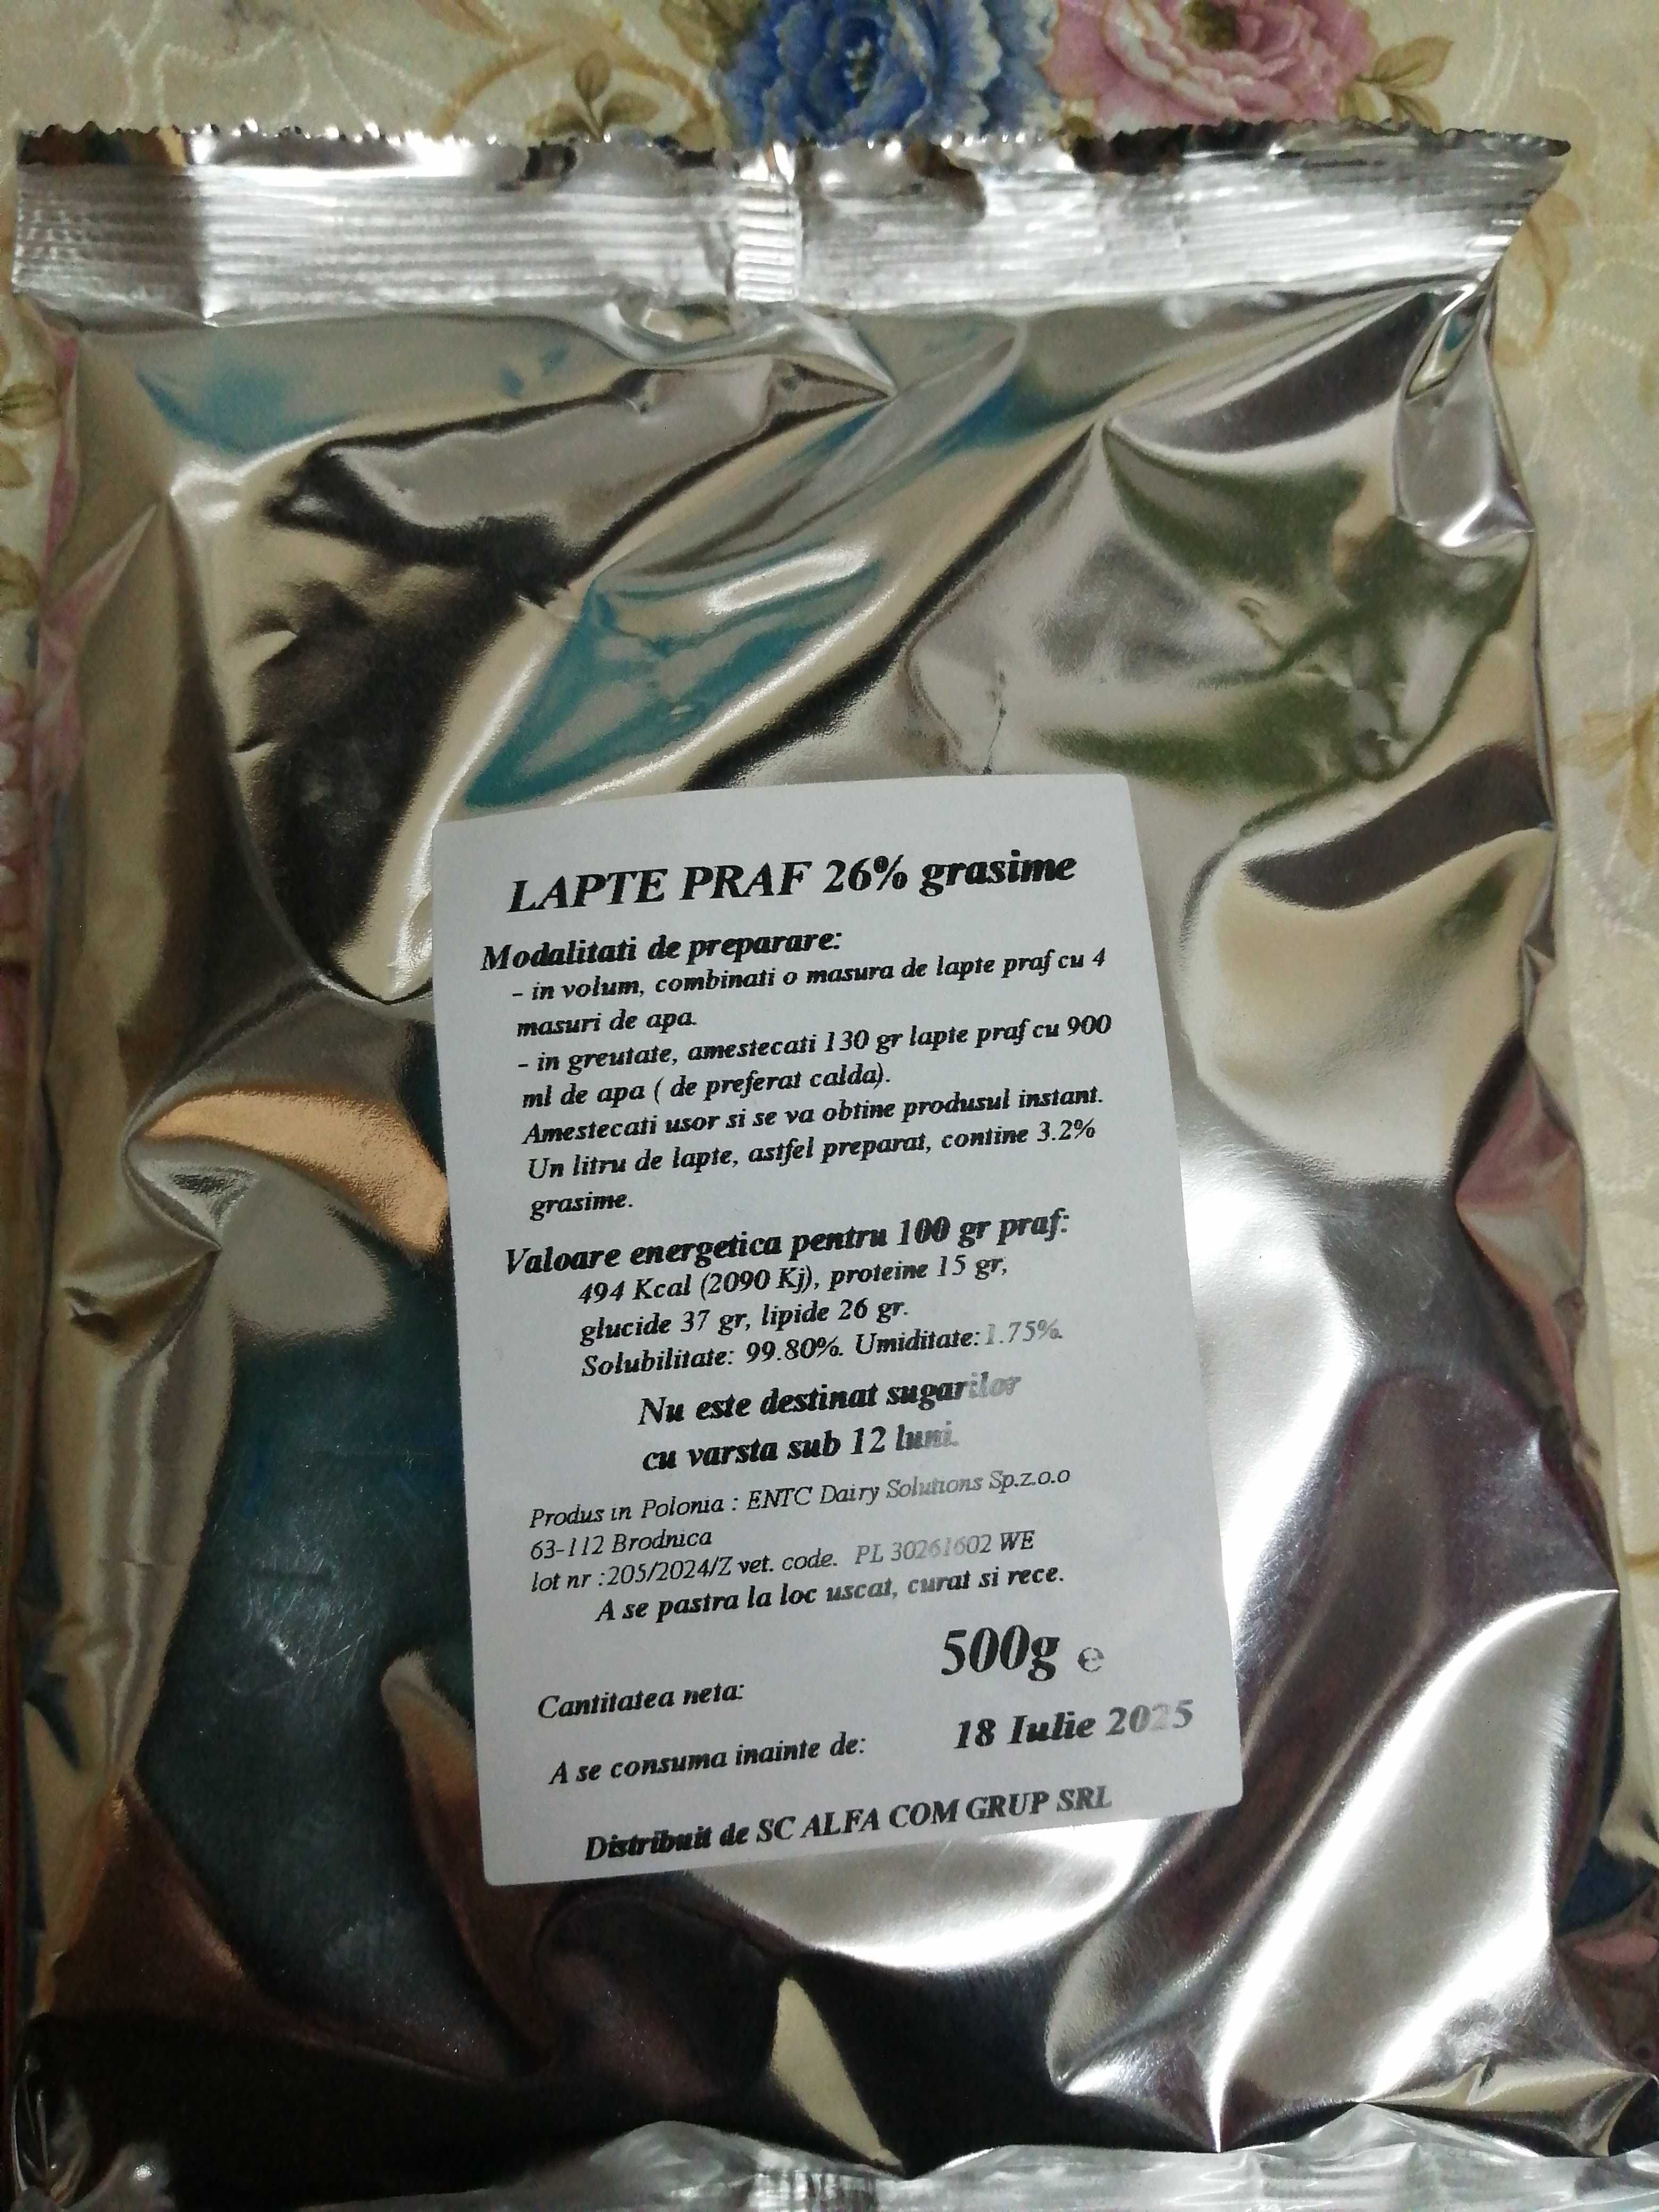 LAPTE PRAF 26% grasime
Modalitati de preparare:
- in volum, combinati o masura de lapte praf cu 4
masuri de apa.
- in greutate, amestecati 130 gr lapte praf cu 900
ml de apa ( de preferat calda).
Amestecati usor si se va obtine produsul instant.
Un litru de lapte, astfel preparat, contine 3.2%
grasime.
Valoare energetica pentru 100 gr praf:
494 Kcal (2090 Kj), proteine 15 gr,
glucide 37 gr, lipide 26 gr.
Solubilitate: 99.80%. Umiditate: 1.75%.
Nu este destinat sugarilor
cu varsta sub 12 luni.
Produs in Polonia : ENTC Dairy Solutions Sp.z.o.o
63-112 Brodnica
lot nr :205/2024/Z vet. code. PL 30261602 WE
A se pastra la loc uscat, curat si rece.
Cantitatea neta: 500g e
A se consuma inainte de: 18 Iulie 2025
Distribuit de SC ALFA COM GRUP SRL